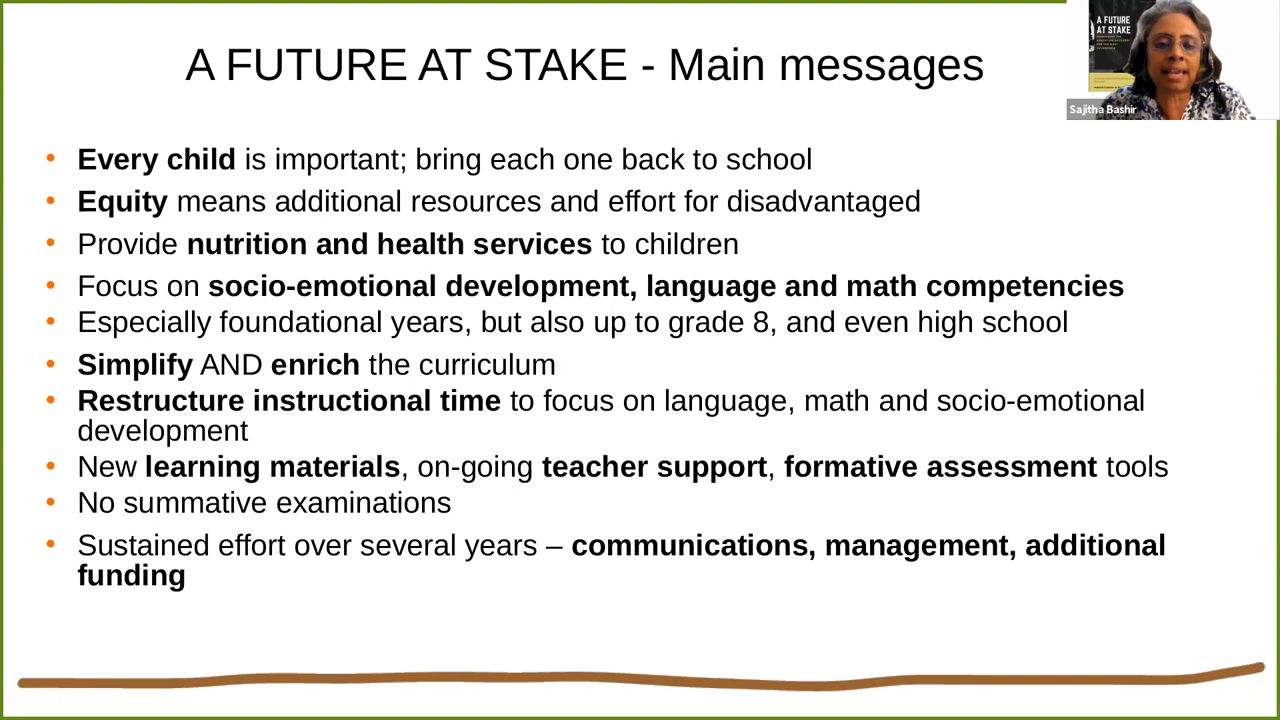 A FUTURE AT STAKE - Main messages
A FUTURE
AT STAKE
Sajitha Bashir
• Every child is important; bring each one back to school
• Equity means additional resources and effort for disadvantaged
• Provide nutrition and health services to children
• Focus on socio-emotional development, language and math competencies
• Especially foundational years, but also up to grade 8, and even high school
• Simplify AND enrich the curriculum
• Restructure instructional time to focus on language, math and socio-emotional
development
• New learning materials, on-going teacher support, formative assessment tools
• No summative examinations
• Sustained effort over several years – communications, management, additional
funding